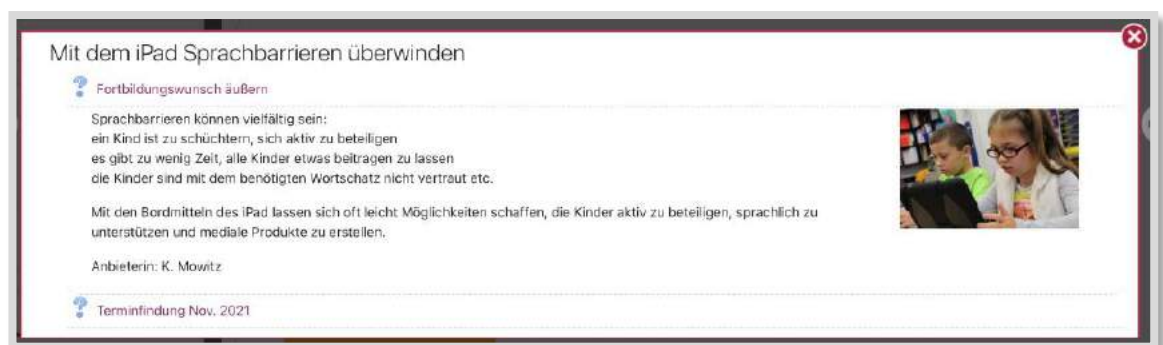 Mit dem iPad Sprachbarrieren überwinden
Fortbildungswunsch äußern
Sprachbarrieren können vielfältig sein:
ein Kind ist zu schüchtern, sich aktiv zu beteiligen
es gibt zu wenig Zeit, alle Kinder etwas beitragen zu lassen
die Kinder sind mit dem benötigten Wortschatz nicht vertraut etc.
Mit den Bordmitteln des iPad lassen sich oft leicht Möglichkeiten schaffen, die Kinder aktiv zu beteiligen, sprachlich zu
unterstützen und mediale Produkte zu erstellen.
Anbieterin: K. Mowitz
Terminfindung Nov. 2021